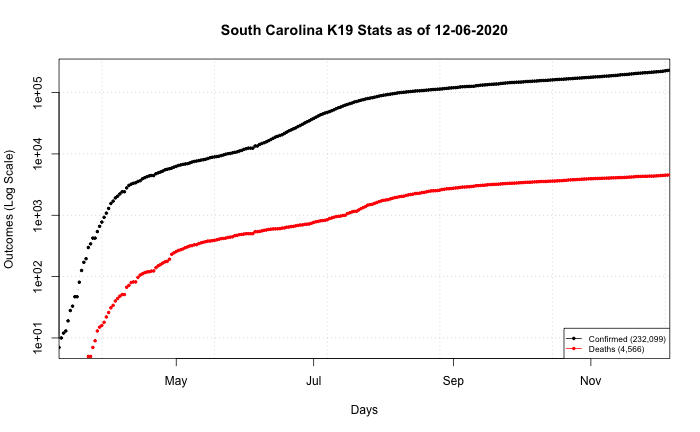 South Carolina K19 Stats as of 12-06-2020
Outcomes (Log Scale)
1e+05
1e+04
1e+03
1e+02
1e+01
Confirmed (232,099)
Deaths (4,566)
May Jul Sep Nov
Days